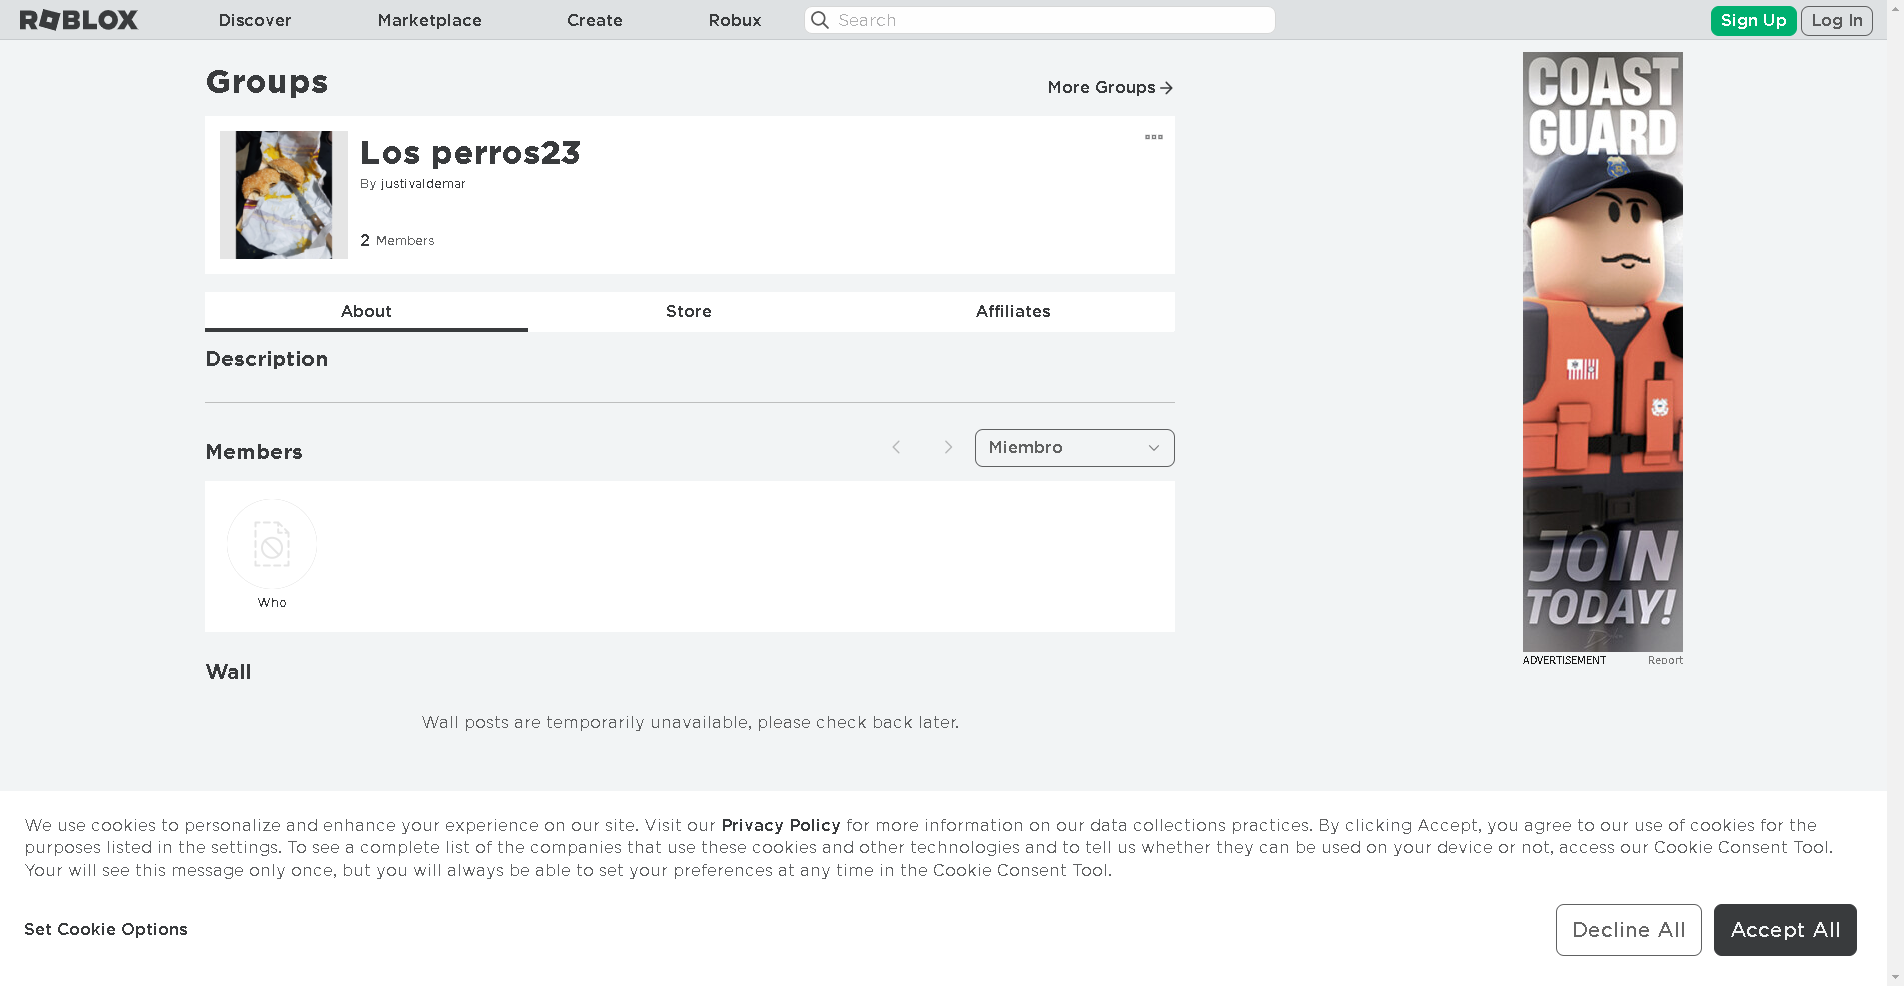 ROBLOX Discover Marketplace Create Robux Search Sign Up Log In
Groups
More Groups
Los perros23
By justivaldemar
2 Members
About Store Affiliates
Description
Members
Miembro
Who
Wall
Wall posts are temporarily unavailable, please check back later.
COAST
GUARD
JOIN
TODAY!
ADVERTISEMENT Report
We use cookies to personalize and enhance your experience on our site. Visit our Privacy Policy for more information on our data collections practices. By clicking Accept, you agree to our use of cookies for the
purposes listed in the settings. To see a complete list of the companies that use these cookies and other technologies and to tell us whether they can be used on your device or not, access our Cookie Consent Tool.
Your will see this message only once, but you will always be able to set your preferences at any time in the Cookie Consent Tool.
Set Cookie Options
Decline All
Accept All